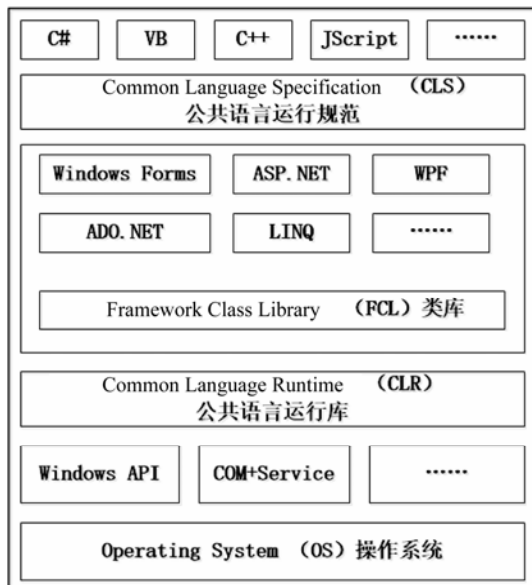 C#
VB
C++
JScript
……
Common Language Specification （CLS）
公共语言运行规范
Windows Forms
ASP.NET
WPF
ADO.NET
LINQ
……
Framework Class Library （FCL）类库
Common Language Runtime （CLR）
公共语言运行库
Windows API
COM+Service
……
Operating System （OS）操作系统